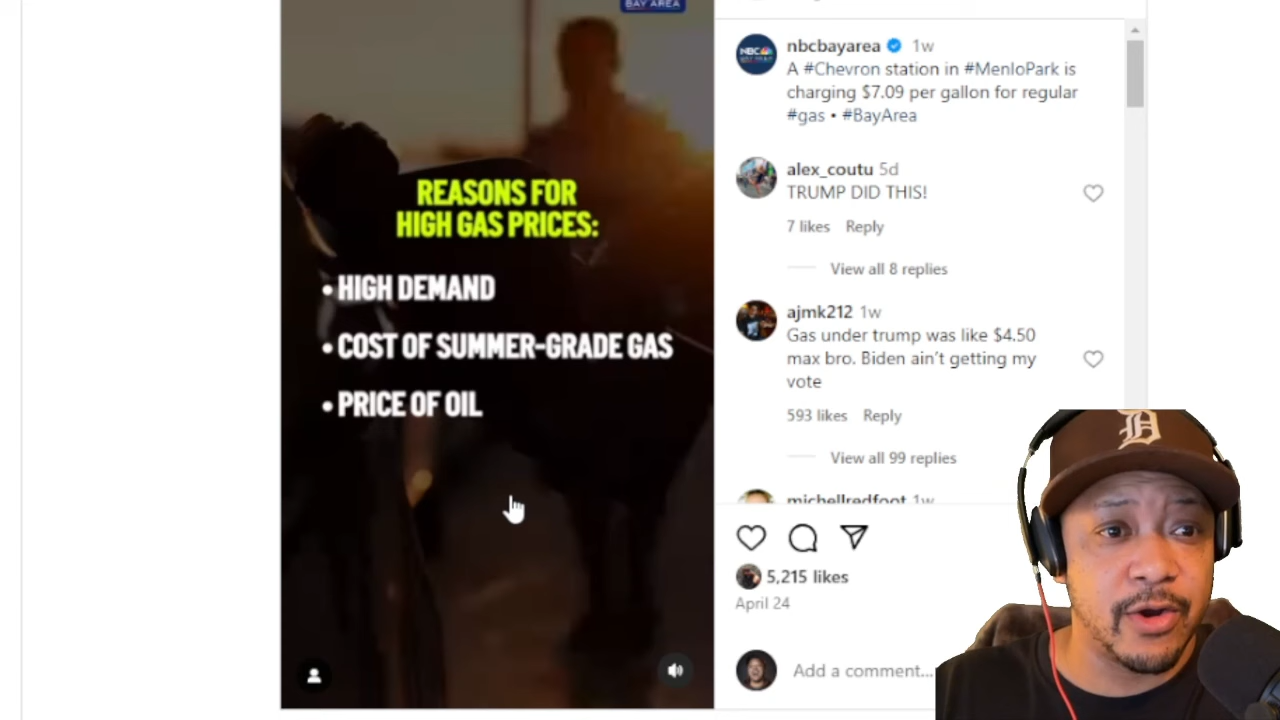 BAY AREA
REASONS FOR
HIGH GAS PRICES:
• HIGH DEMAND
• COST OF SUMMER-GRADE GAS
• PRICE OF OIL
NBC
nbcbayarea 1w
A #Chevron station in #MenloPark is
charging $7.09 per gallon for regular
#gas • #BayArea
alex_coutu 5d
TRUMP DID THIS!
7 likes Reply
View all 8 replies
ajmk212 1w
Gas under trump was like $4.50
max bro. Biden ain't getting my
vote
593 likes Reply
View all 99 replies
michellredfoot 1w
5,215 likes
April 24
Add a comment...
D